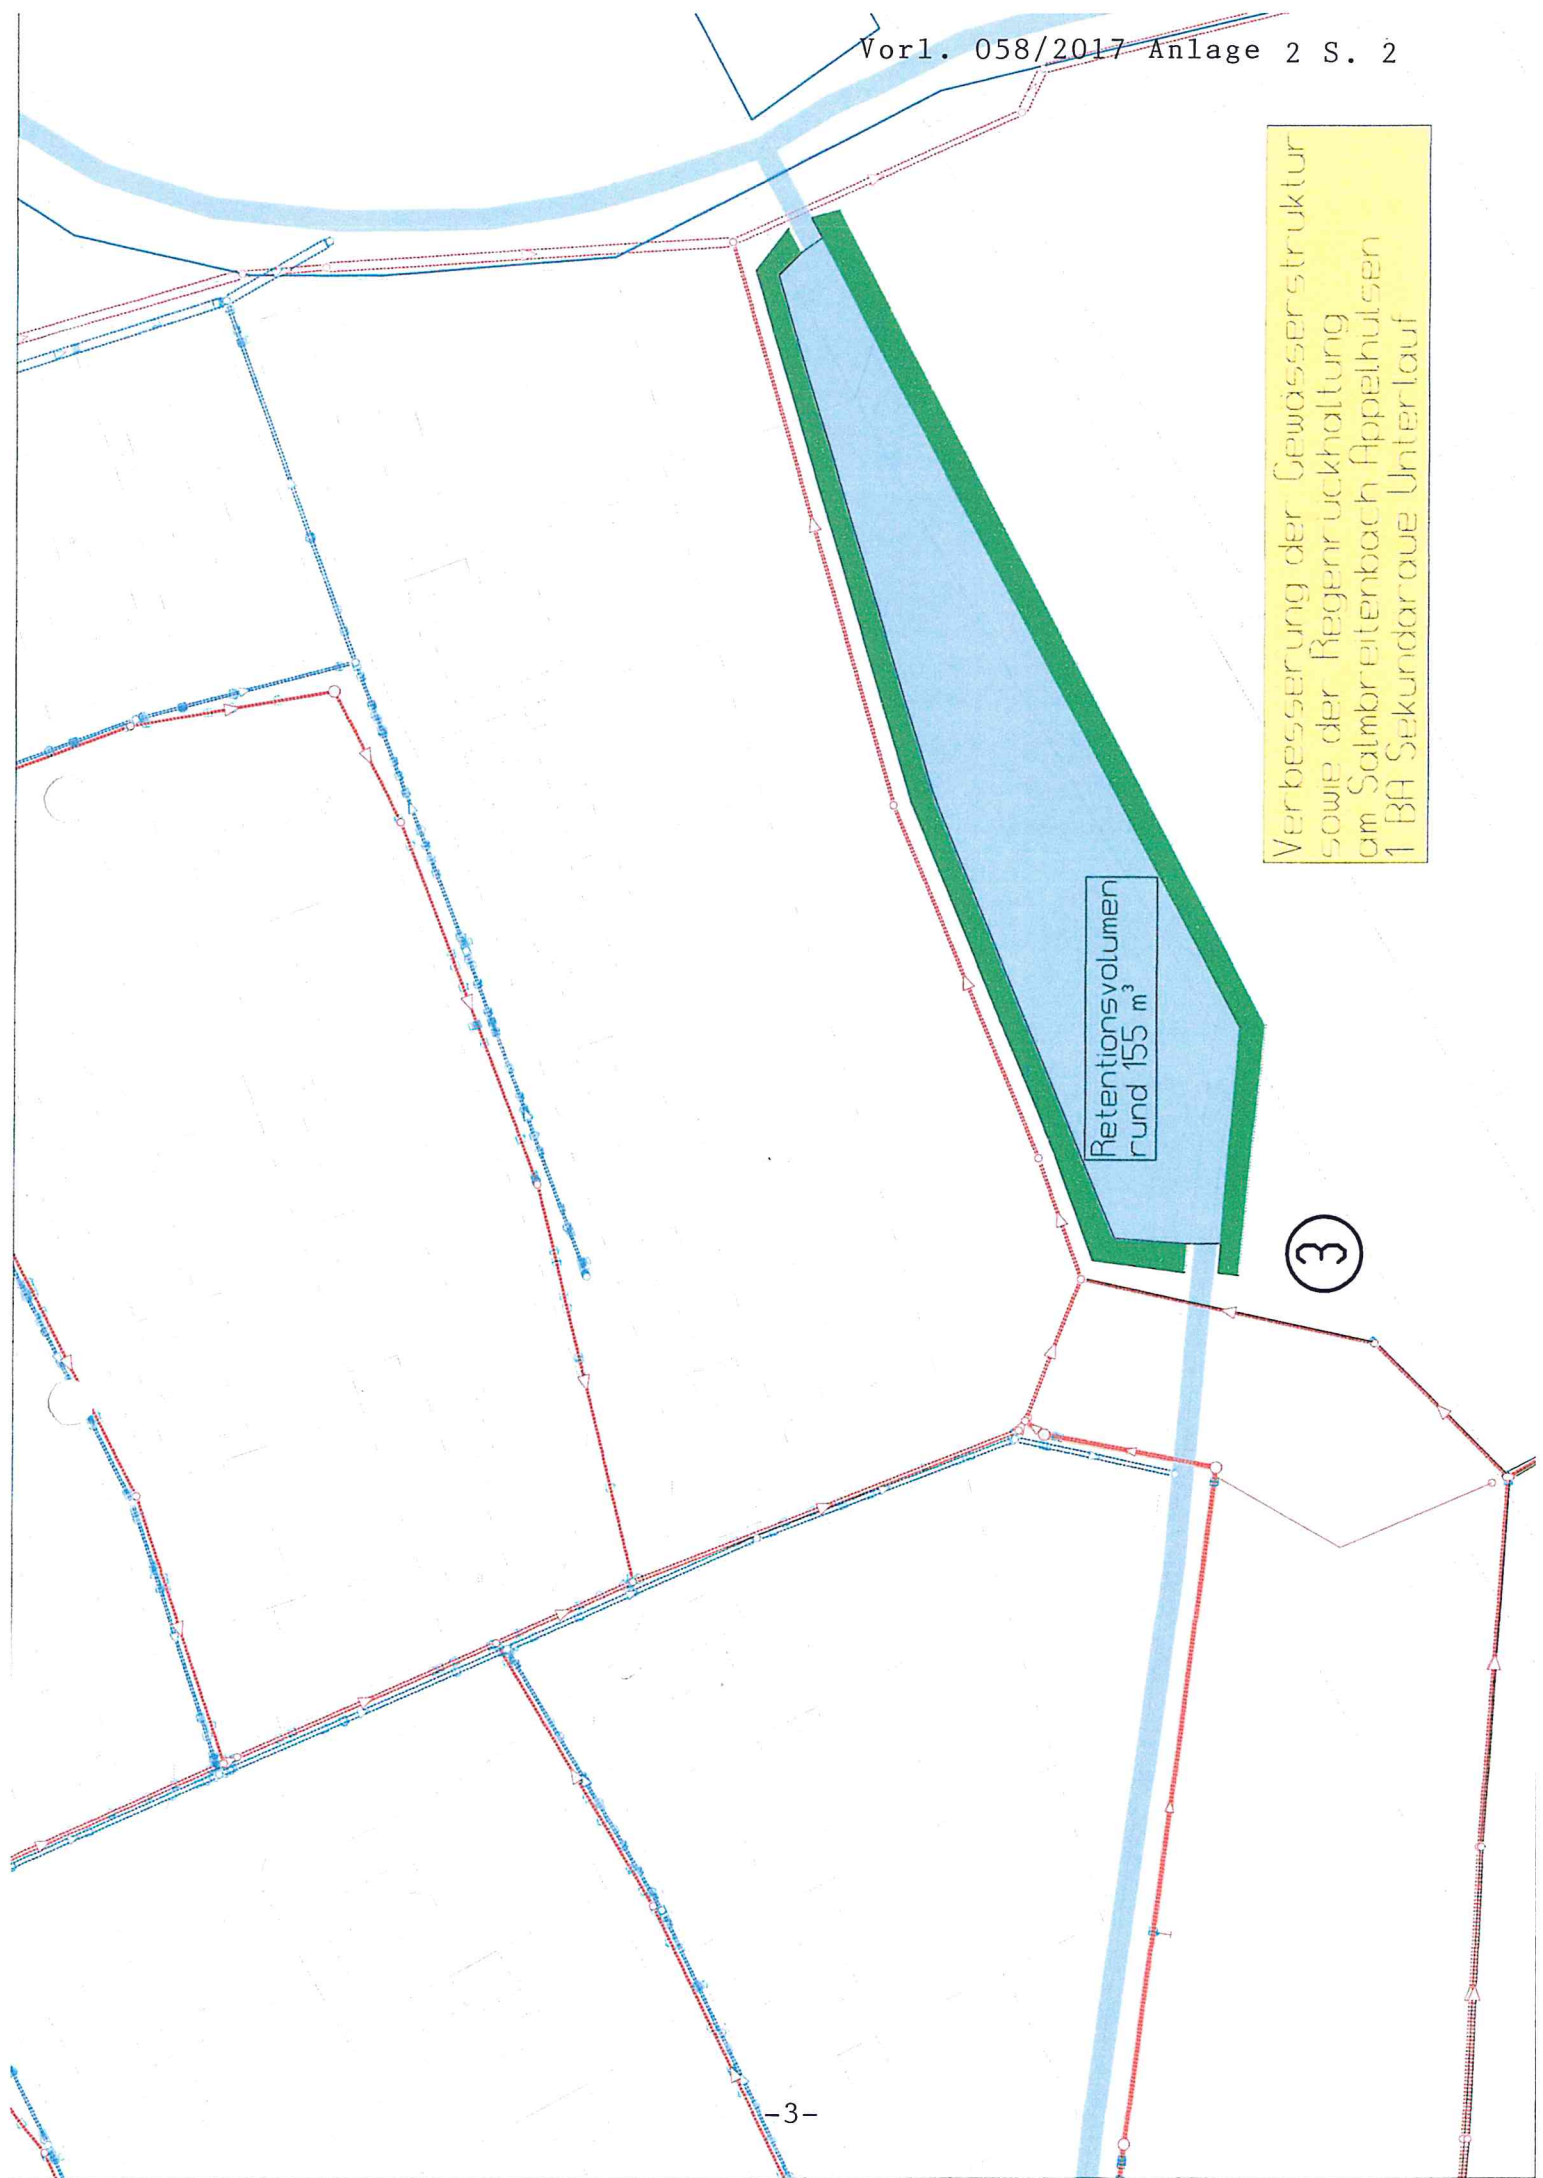 Vorl. 058/2017 Anlage 2 S. 2
Verbesserung der Gewässerstruktur
sowie der Regenrückhaltung
am Salmbreitenbach Appelhülsen
1 BA Sekundäraue Unterlauf
Retentionsvolumen
rund 155 m³
3
-3-